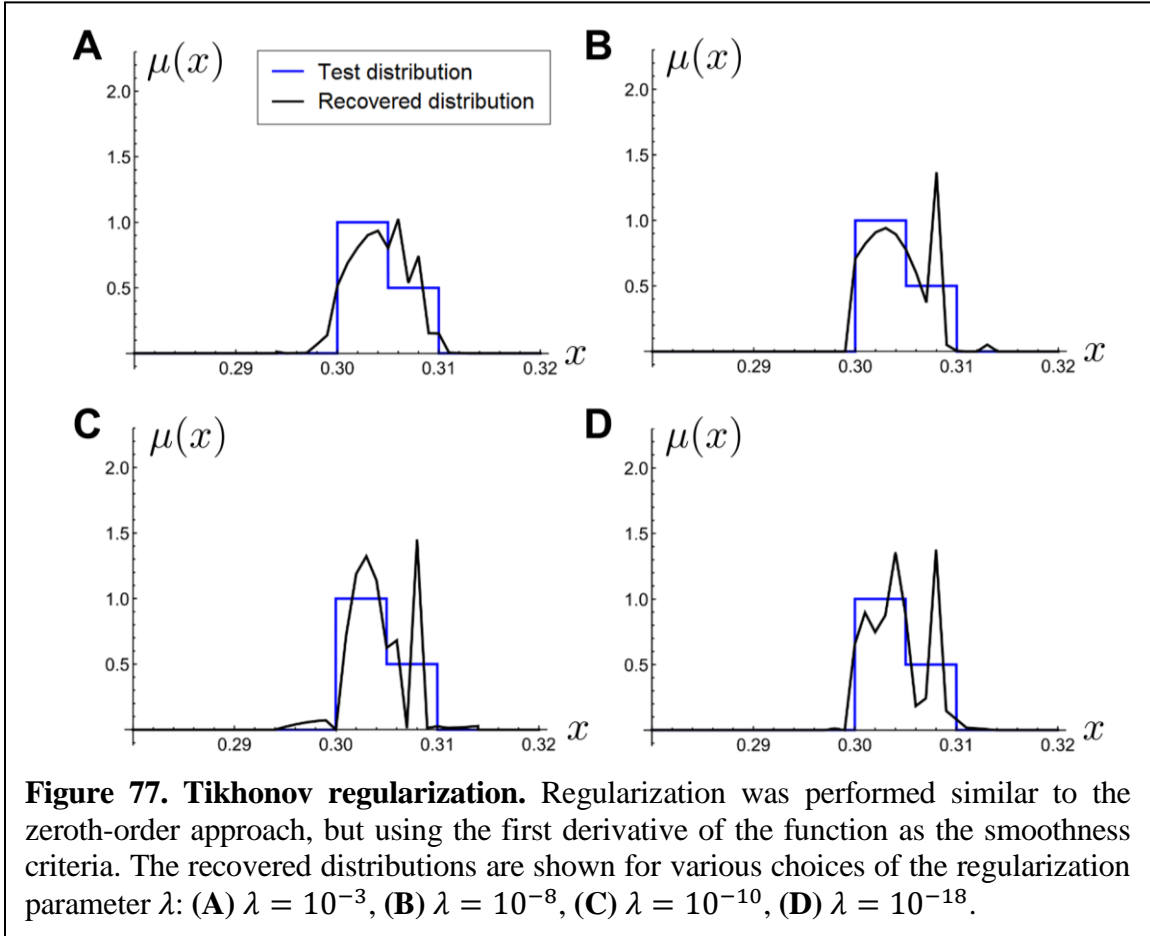 A
μ(x)
Test distribution
Recovered distribution
2.0
1.5
1.0
0.5
0.29 0.30 0.31 0.32 x
B
μ(x)
2.0
1.5
1.0
0.5
0.29 0.30 0.31 0.32 x
C
μ(x)
2.0
1.5
1.0
0.5
0.29 0.30 0.31 0.32 x
D
μ(x)
2.0
1.5
1.0
0.5
0.29 0.30 0.31 0.32 x
Figure 77. Tikhonov regularization. Regularization was performed similar to the
zeroth-order approach, but using the first derivative of the function as the smoothness
criteria. The recovered distributions are shown for various choices of the regularization
parameter λ: (A) λ = 10⁻³, (B) λ = 10⁻⁸, (C) λ = 10⁻¹⁰, (D) λ = 10⁻¹⁸.